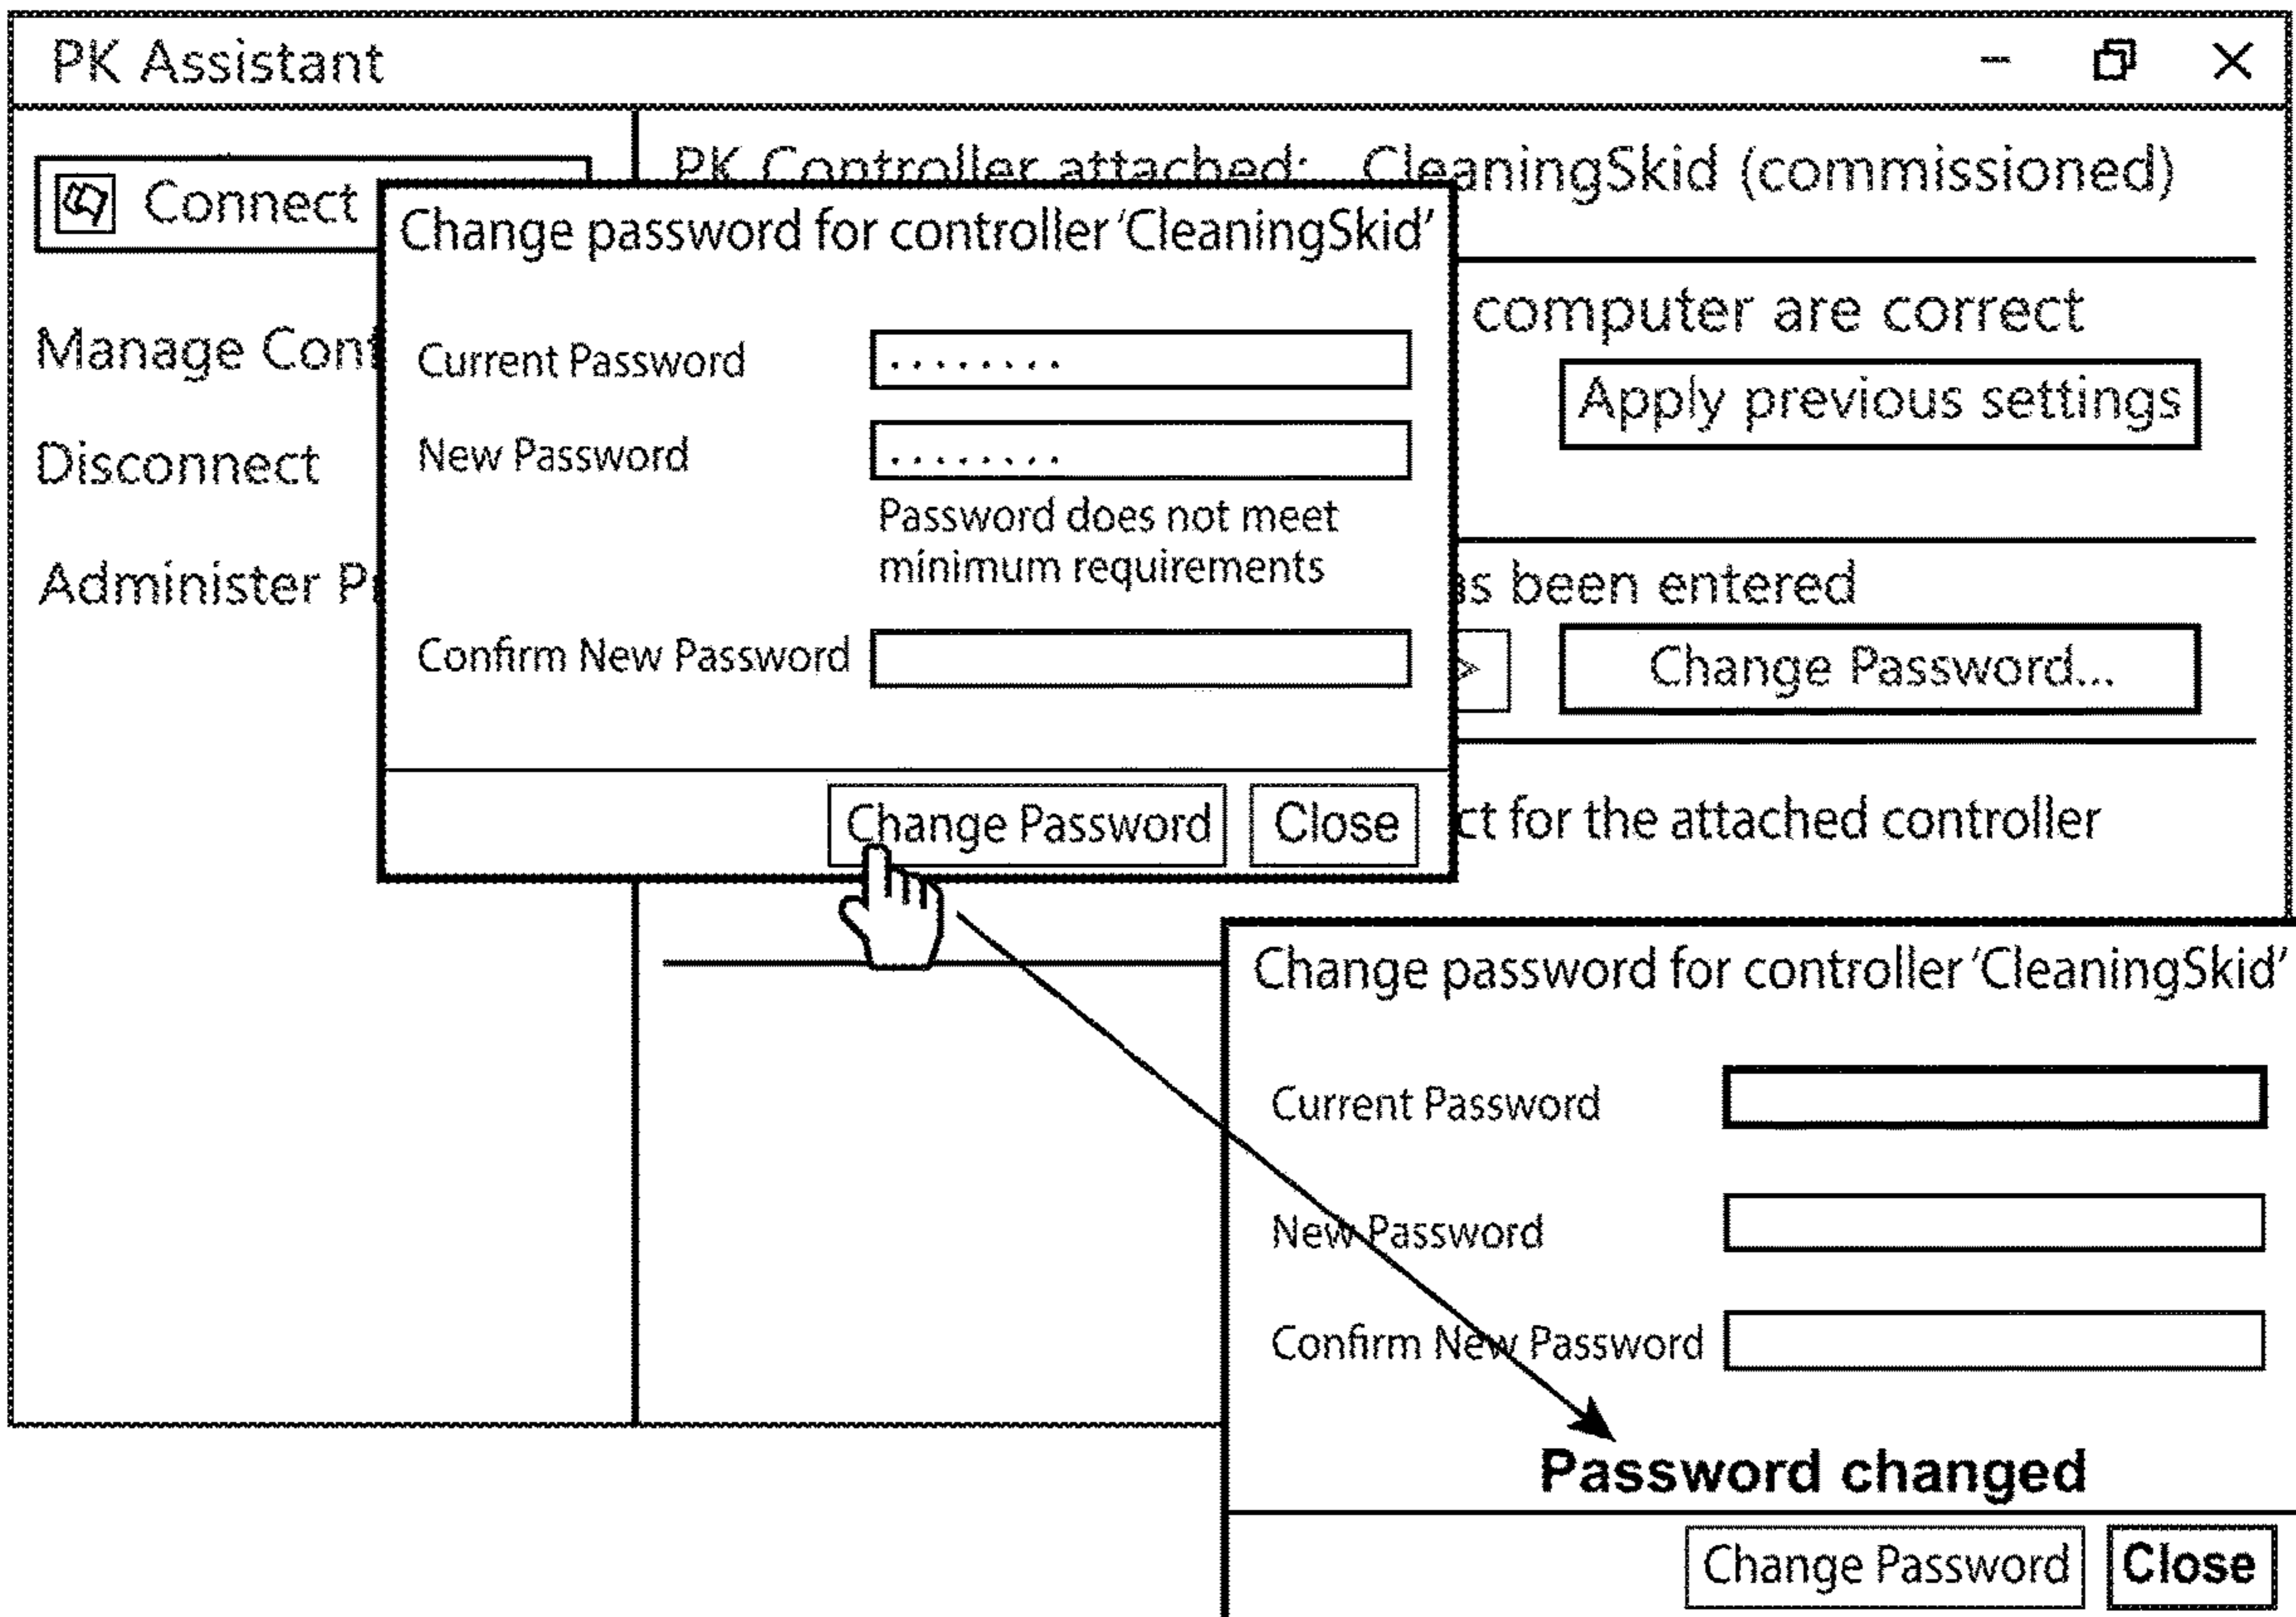 PK Assistant
Connect
Manage Cont
Disconnect
Administer Pr
PK Controller attached: CleaningSkid (commissioned)
computer are correct
Apply previous settings
as been entered
>
Change Password...
ct for the attached controller
Change password for controller ‘CleaningSkid’
Current Password ........
New Password ........
Password does not meet
minimum requirements
Confirm New Password
Change Password Close
Change password for controller ‘CleaningSkid’
Current Password
New Password
Confirm New Password
Password changed
Change Password Close